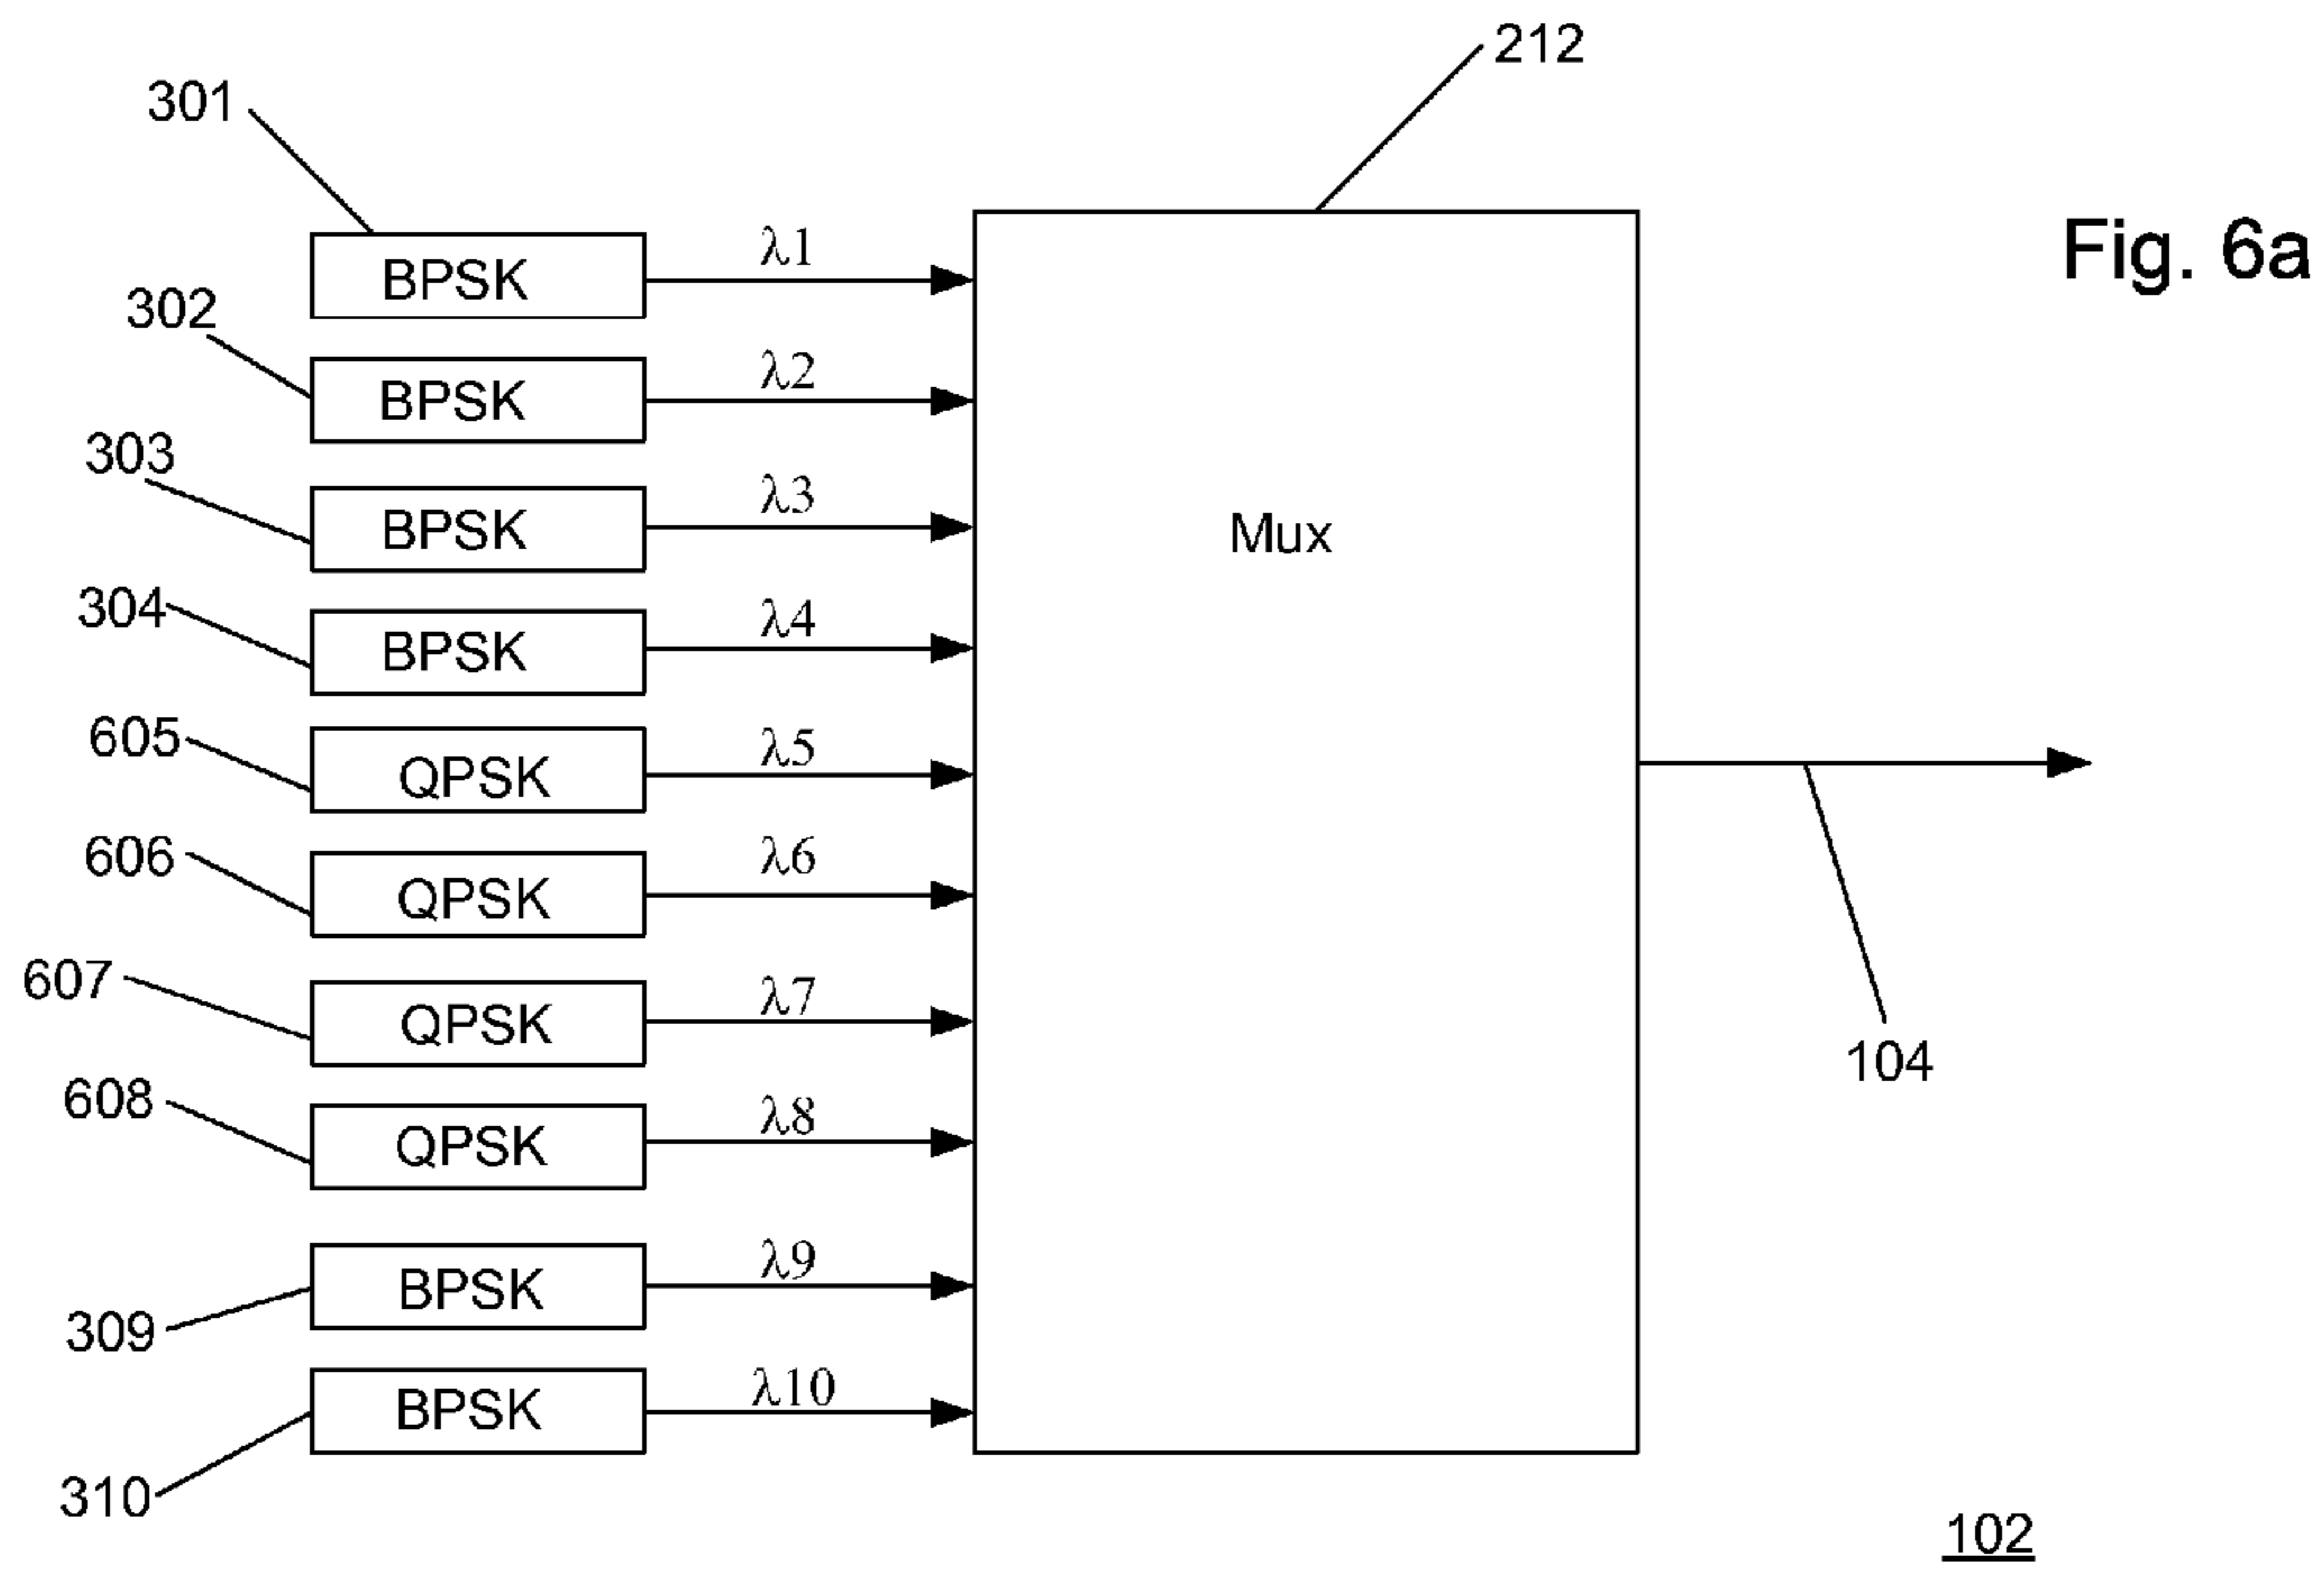 212
301
Fig. 6a
BPSK
λ1
302
BPSK
λ2
303
BPSK
λ3
Mux
304
BPSK
λ4
605
QPSK
λ5
606
QPSK
λ6
607
QPSK
λ7
104
608
QPSK
λ8
BPSK
λ9
309
BPSK
λ10
310
102